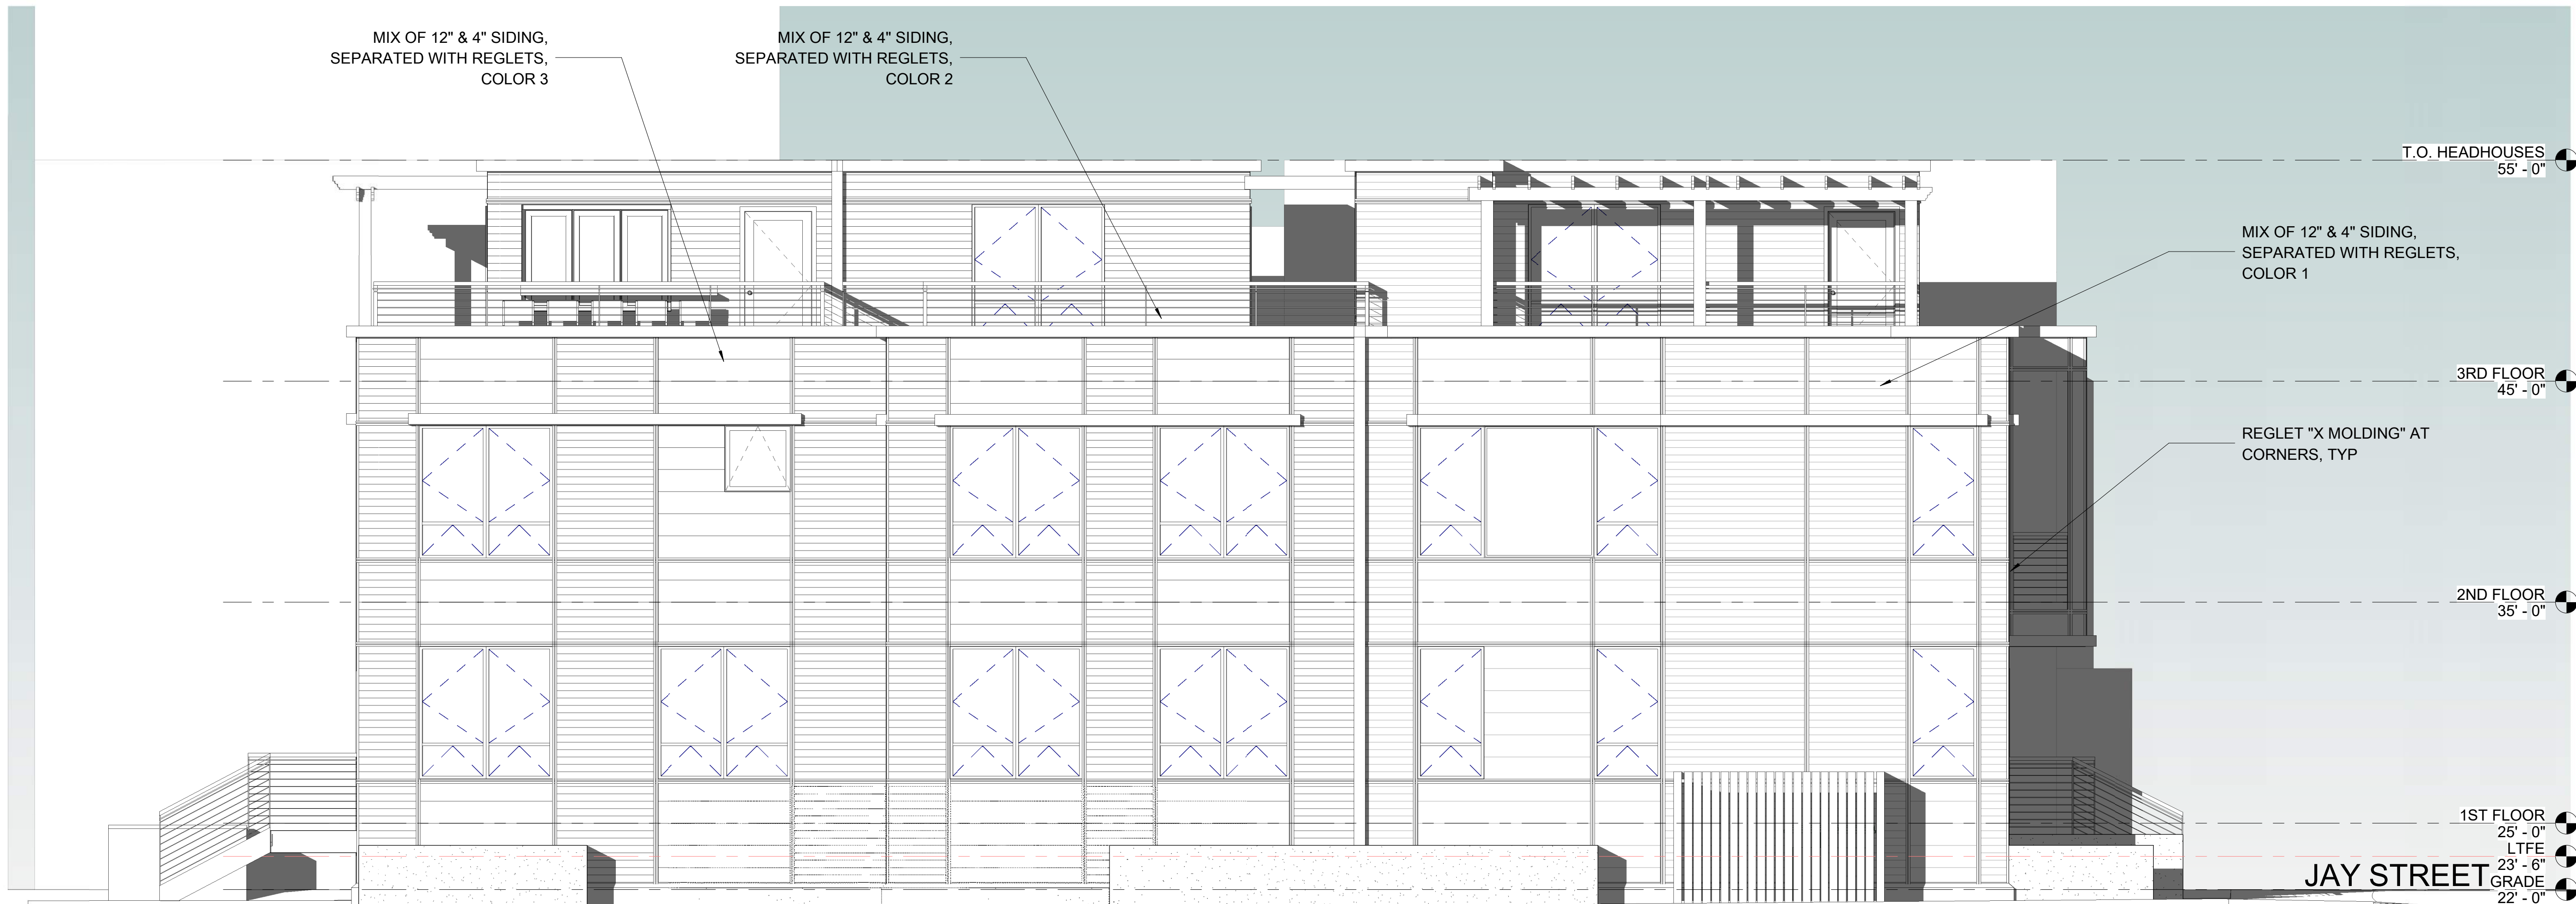 MIX OF 12" & 4" SIDING,
SEPARATED WITH REGLETS,
COLOR 3
MIX OF 12" & 4" SIDING,
SEPARATED WITH REGLETS,
COLOR 2
T.O. HEADHOUSES
55' - 0"
MIX OF 12" & 4" SIDING,
SEPARATED WITH REGLETS,
COLOR 1
3RD FLOOR
45' - 0"
REGLET "X MOLDING" AT
CORNERS, TYP
2ND FLOOR
35' - 0"
1ST FLOOR
25' - 0"
LTFE
23' - 6"
JAY STREET
GRADE
22' - 0"